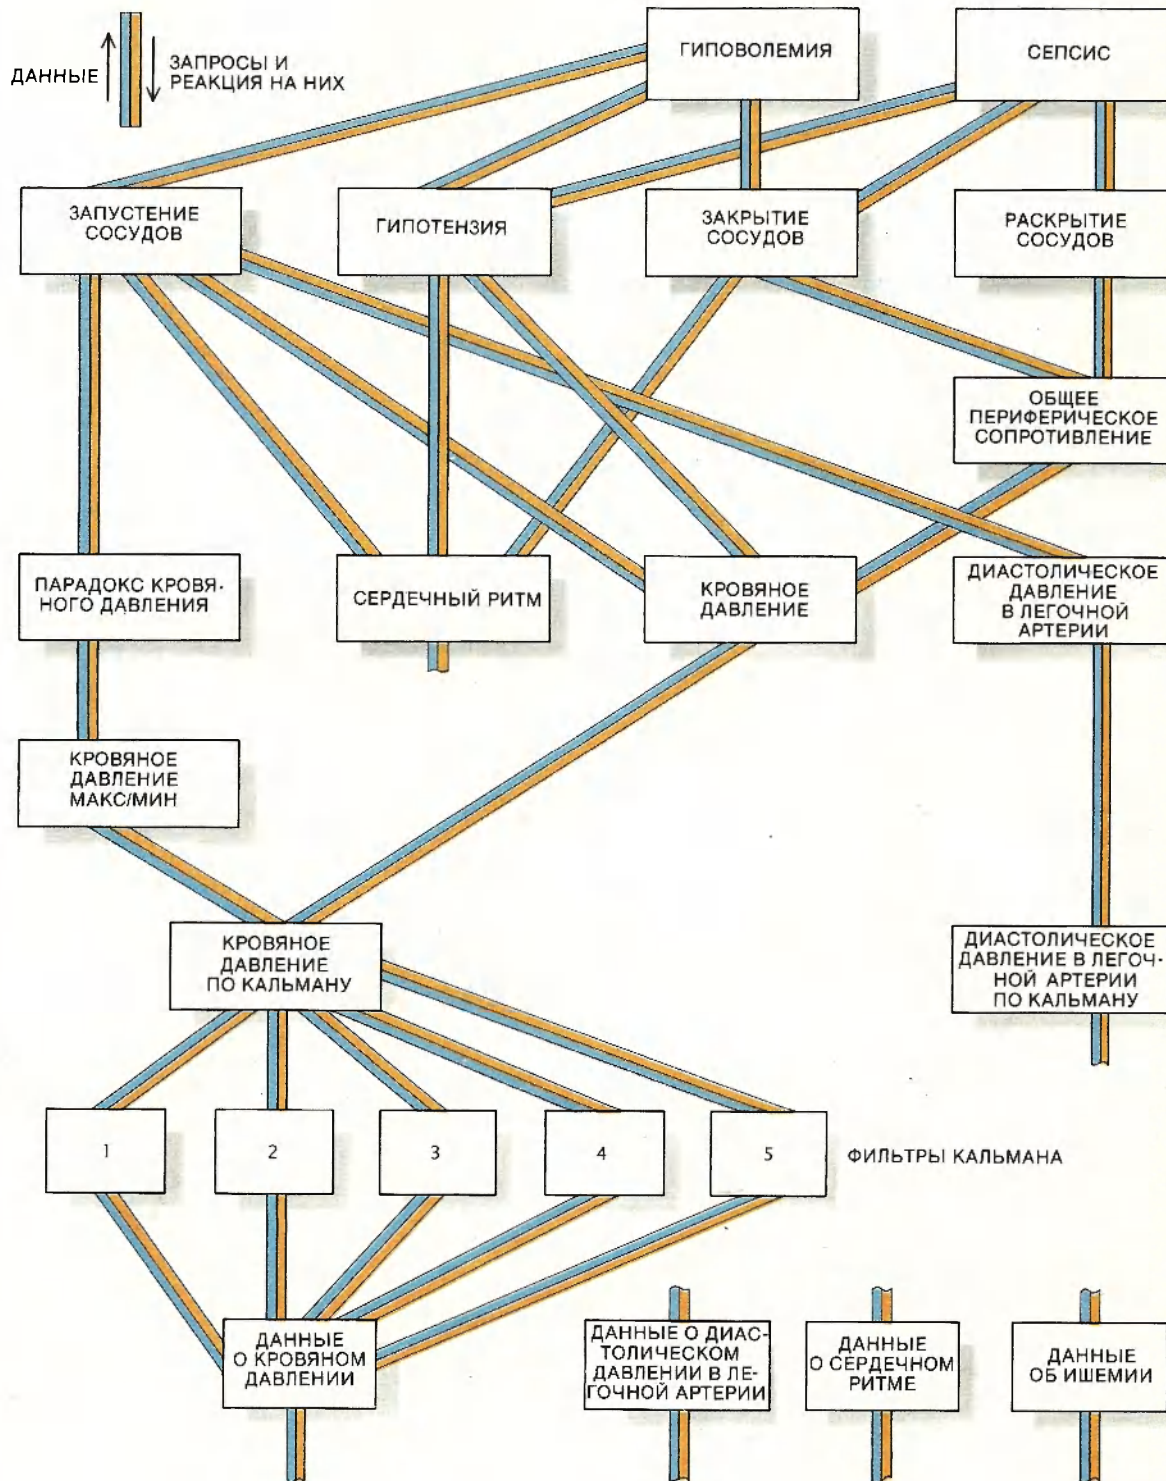 ДАННЫЕ
ЗАПРОСЫ И
РЕАКЦИЯ НА НИХ
ГИПОВОЛЕМИЯ
СЕПСИС
ЗАПУСТЕНИЕ
СОСУДОВ
ГИПОТЕНЗИЯ
ЗАКРЫТИЕ
СОСУДОВ
РАСКРЫТИЕ
СОСУДОВ
ОБЩЕЕ
ПЕРИФЕРИЧЕСКОЕ
СОПРОТИВЛЕНИЕ
ПАРАДОКС КРОВЯ-
НОГО ДАВЛЕНИЯ
СЕРДЕЧНЫЙ РИТМ
КРОВЯНОЕ
ДАВЛЕНИЕ
ДИАСТОЛИЧЕСКОЕ
ДАВЛЕНИЕ
В ЛЕГОЧНОЙ
АРТЕРИИ
КРОВЯНОЕ
ДАВЛЕНИЕ
МАКС/МИН
КРОВЯНОЕ
ДАВЛЕНИЕ
ПО КАЛЬМАНУ
ДИАСТОЛИЧЕСКОЕ
ДАВЛЕНИЕ В ЛЕГОЧ-
НОЙ АРТЕРИИ
ПО КАЛЬМАНУ
1
2
3
4
5
ФИЛЬТРЫ КАЛЬМАНА
ДАННЫЕ
О КРОВЯНОМ
ДАВЛЕНИИ
ДАННЫЕ О ДИАС-
ТОЛИЧЕСКОМ
ДАВЛЕНИИ В ЛЕ-
ГОЧНОЙ АРТЕРИИ
ДАННЫЕ
О СЕРДЕЧНОМ
РИТМЕ
ДАННЫЕ
ОБ ИШЕМИИ